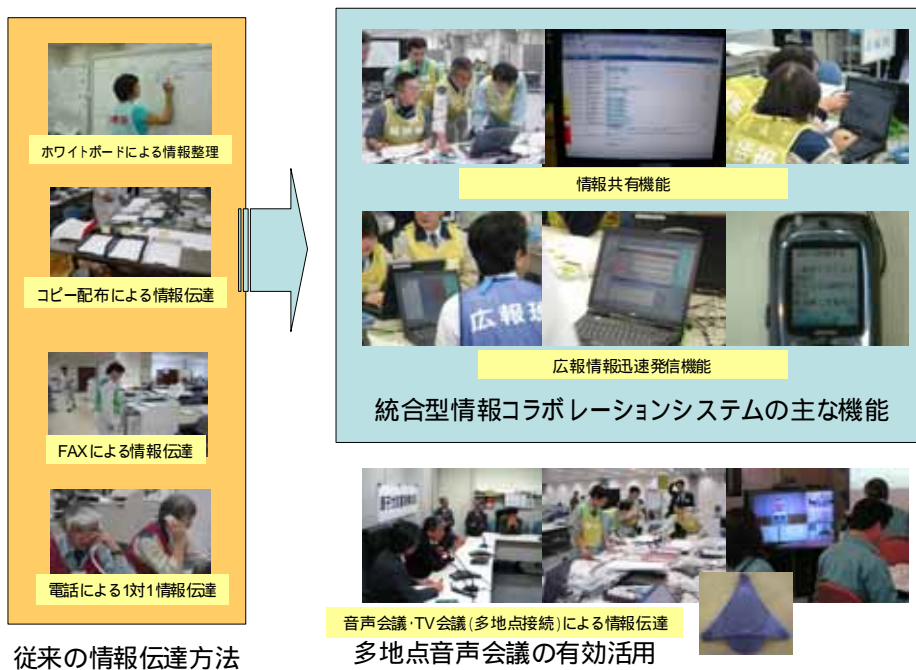 ホワイトボードによる情報整理
コピー配布による情報伝達
FAXによる情報伝達
電話による1対1情報伝達
従来の情報伝達方法
情報共有機能
広報班
広報情報迅速発信機能
統合型情報コラボレーションシステムの主な機能
音声会議・TV会議(多地点接続)による情報伝達
多地点音声会議の有効活用